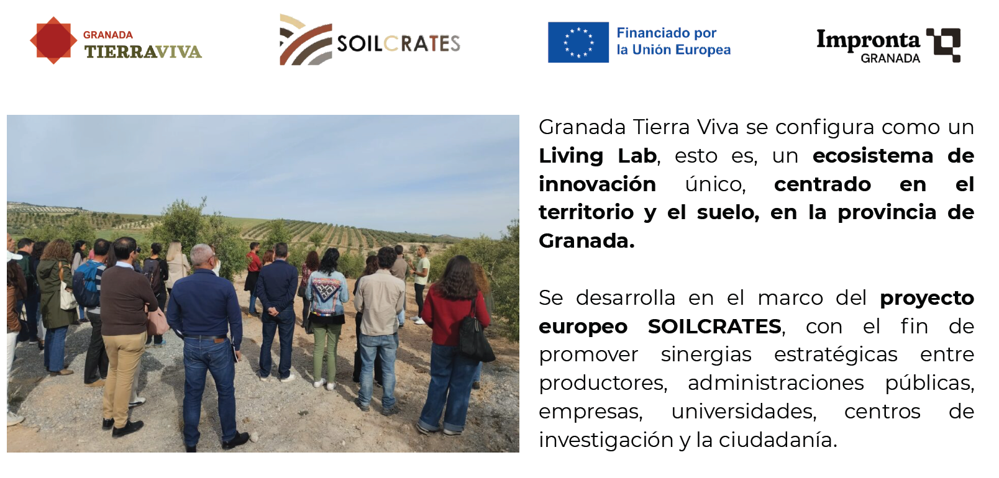 GRANADA
TIERRAVIVA
SOILCRATES
Financiado por
la Unión Europea
Impronta
GRANADA
Granada Tierra Viva se configura como un
Living Lab, esto es, un ecosistema de
innovación único, centrado en el
territorio y el suelo, en la provincia de
Granada.
Se desarrolla en el marco del proyecto
europeo SOILCRATES, con el fin de
promover sinergias estratégicas entre
productores, administraciones públicas,
empresas, universidades, centros de
investigación y la ciudadanía.